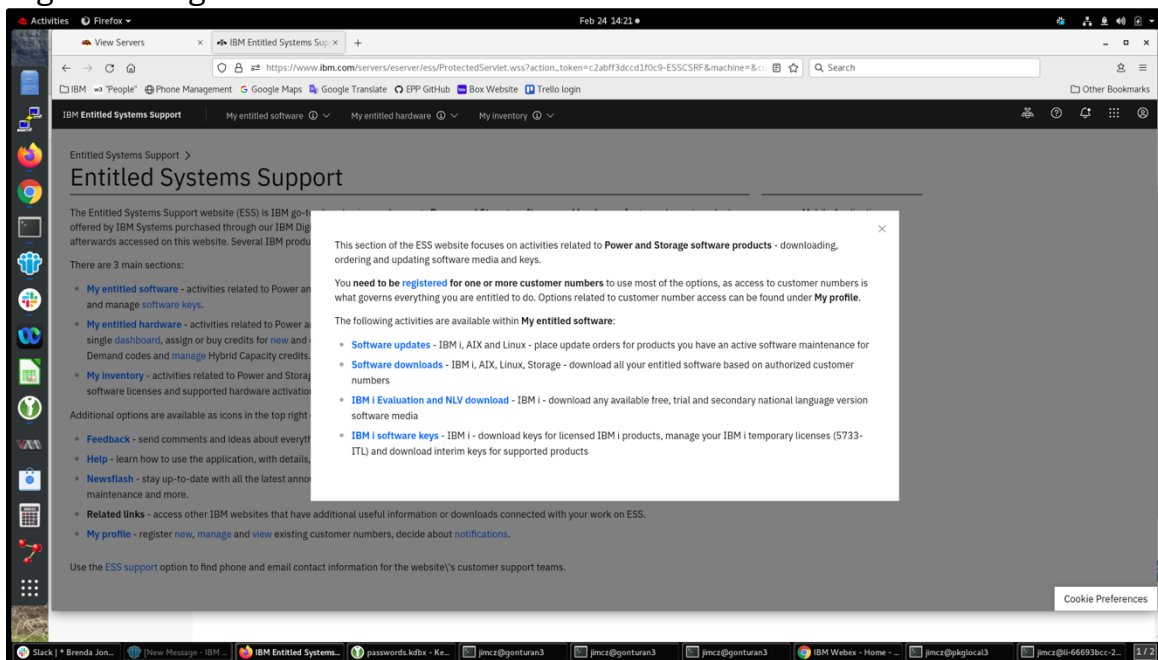 Activities Firefox Feb 24 14:21
View Servers IBM Entitled Systems Sup
https://www.ibm.com/servers/eserver/ess/ProtectedServlet.wss?action_token=c2abff3dccd1f0c9-ESSCSRF&machine=& Search
IBM "People" Phone Management Google Maps Google Translate EPP GitHub Box Website Trello login Other Bookmarks
IBM Entitled Systems Support My entitled software My entitled hardware My inventory
Entitled Systems Support >
Entitled Systems Support
The Entitled Systems Support website (ESS) is IBM go-t
offered by IBM Systems purchased through our IBM Dig
afterwards accessed on this website. Several IBM produ
There are 3 main sections:
My entitled software - activities related to Power an
and manage software keys.
My entitled hardware - activities related to Power a
single dashboard, assign or buy credits for new and
Demand codes and manage Hybrid Capacity credits.
My inventory - activities related to Power and Storag
software licenses and supported hardware activatio
Additional options are available as icons in the top right
Feedback - send comments and ideas about everyth
Help - learn how to use the application, with details,
Newsflash - stay up-to-date with all the latest anno
maintenance and more.
Related links - access other IBM websites that have additional useful information or downloads connected with your work on ESS.
My profile - register new, manage and view existing customer numbers, decide about notifications.
Use the ESS support option to find phone and email contact information for the website\'s customer support teams.
This section of the ESS website focuses on activities related to Power and Storage software products - downloading,
ordering and updating software media and keys.
You need to be registered for one or more customer numbers to use most of the options, as access to customer numbers is
what governs everything you are entitled to do. Options related to customer number access can be found under My profile.
The following activities are available within My entitled software:
Software updates - IBM i, AIX and Linux - place update orders for products you have an active software maintenance for
Software downloads - IBM i, AIX, Linux, Storage - download all your entitled software based on authorized customer
numbers
IBM i Evaluation and NLV download - IBM i - download any available free, trial and secondary national language version
software media
IBM i software keys - IBM i - download keys for licensed IBM i products, manage your IBM i temporary licenses (5733-
ITL) and download interim keys for supported products
Cookie Preferences
Slack | * Brenda Jon... [New Message - IBM ... IBM Entitled Systems... passwords.kdbx - Ke... jimcz@gonturan3 jimcz@gonturan3 jimcz@gonturan3 IBM Webex - Home - ... jimcz@pkglocal3 jimcz@li-66693bcc-2... 1 / 2